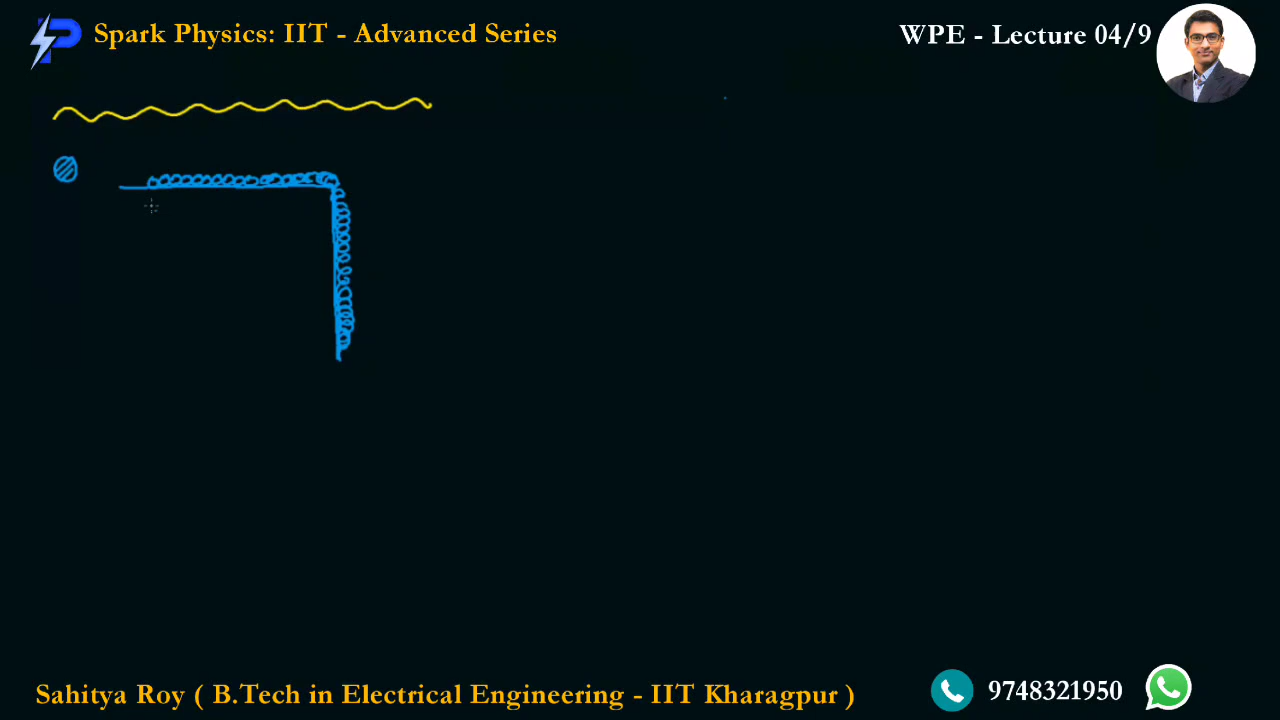 Spark Physics: IIT - Advanced Series
WPE - Lecture 04/9
Sahitya Roy ( B.Tech in Electrical Engineering - IIT Kharagpur )
9748321950